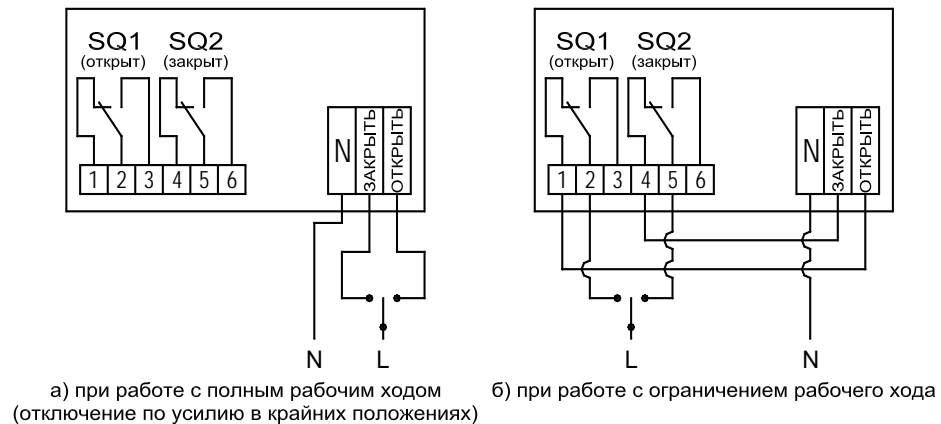 SQ1 SQ2
(открыт) (закрыт)
1 2 3 4 5 6
N ЗАКРЫТЬ ОТКРЫТЬ
N L
а) при работе с полным рабочим ходом
(отключение по усилию в крайних положениях)
SQ1 SQ2
(открыт) (закрыт)
1 2 3 4 5 6
N ЗАКРЫТЬ ОТКРЫТЬ
L N
б) при работе с ограничением рабочего хода